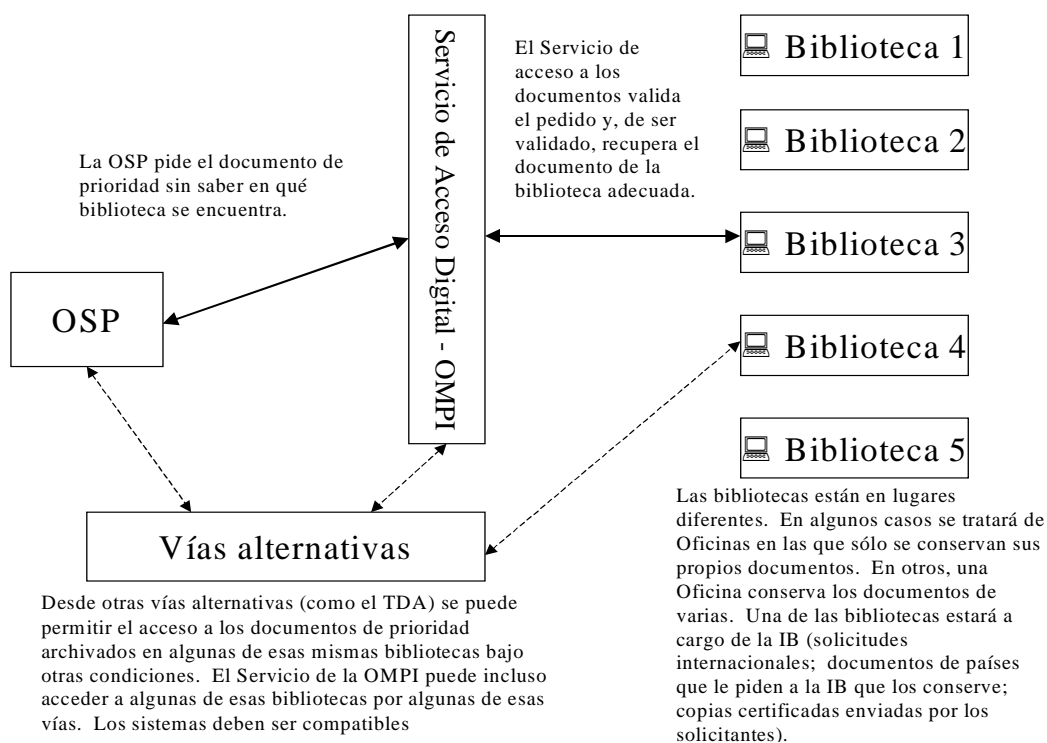 La OSP pide el documento de
prioridad sin saber en qué
biblioteca se encuentra.
OSP
Servicio de Acceso Digital - OMPI
El Servicio de
acceso a los
documentos valida
el pedido y, de ser
validado, recupera el
documento de la
biblioteca adecuada.
Biblioteca 1
Biblioteca 2
Biblioteca 3
Biblioteca 4
Biblioteca 5
Vías alternativas
Desde otras vías alternativas (como el TDA) se puede
permitir el acceso a los documentos de prioridad
archivados en algunas de esas mismas bibliotecas bajo
otras condiciones. El Servicio de la OMPI puede incluso
acceder a algunas de esas bibliotecas por algunas de esas
vías. Los sistemas deben ser compatibles
Las bibliotecas están en lugares
diferentes. En algunos casos se tratará de
Oficinas en las que sólo se conservan sus
propios documentos. En otros, una
Oficina conserva los documentos de
varias. Una de las bibliotecas estará a
cargo de la IB (solicitudes
internacionales; documentos de países
que le piden a la IB que los conserve;
copias certificadas enviadas por los
solicitantes).